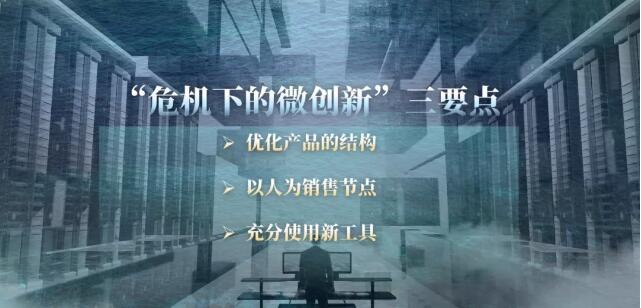 “危机下的微创新”三要点
➢ 优化产品的结构
➢ 以人为销售节点
➢ 充分使用新工具